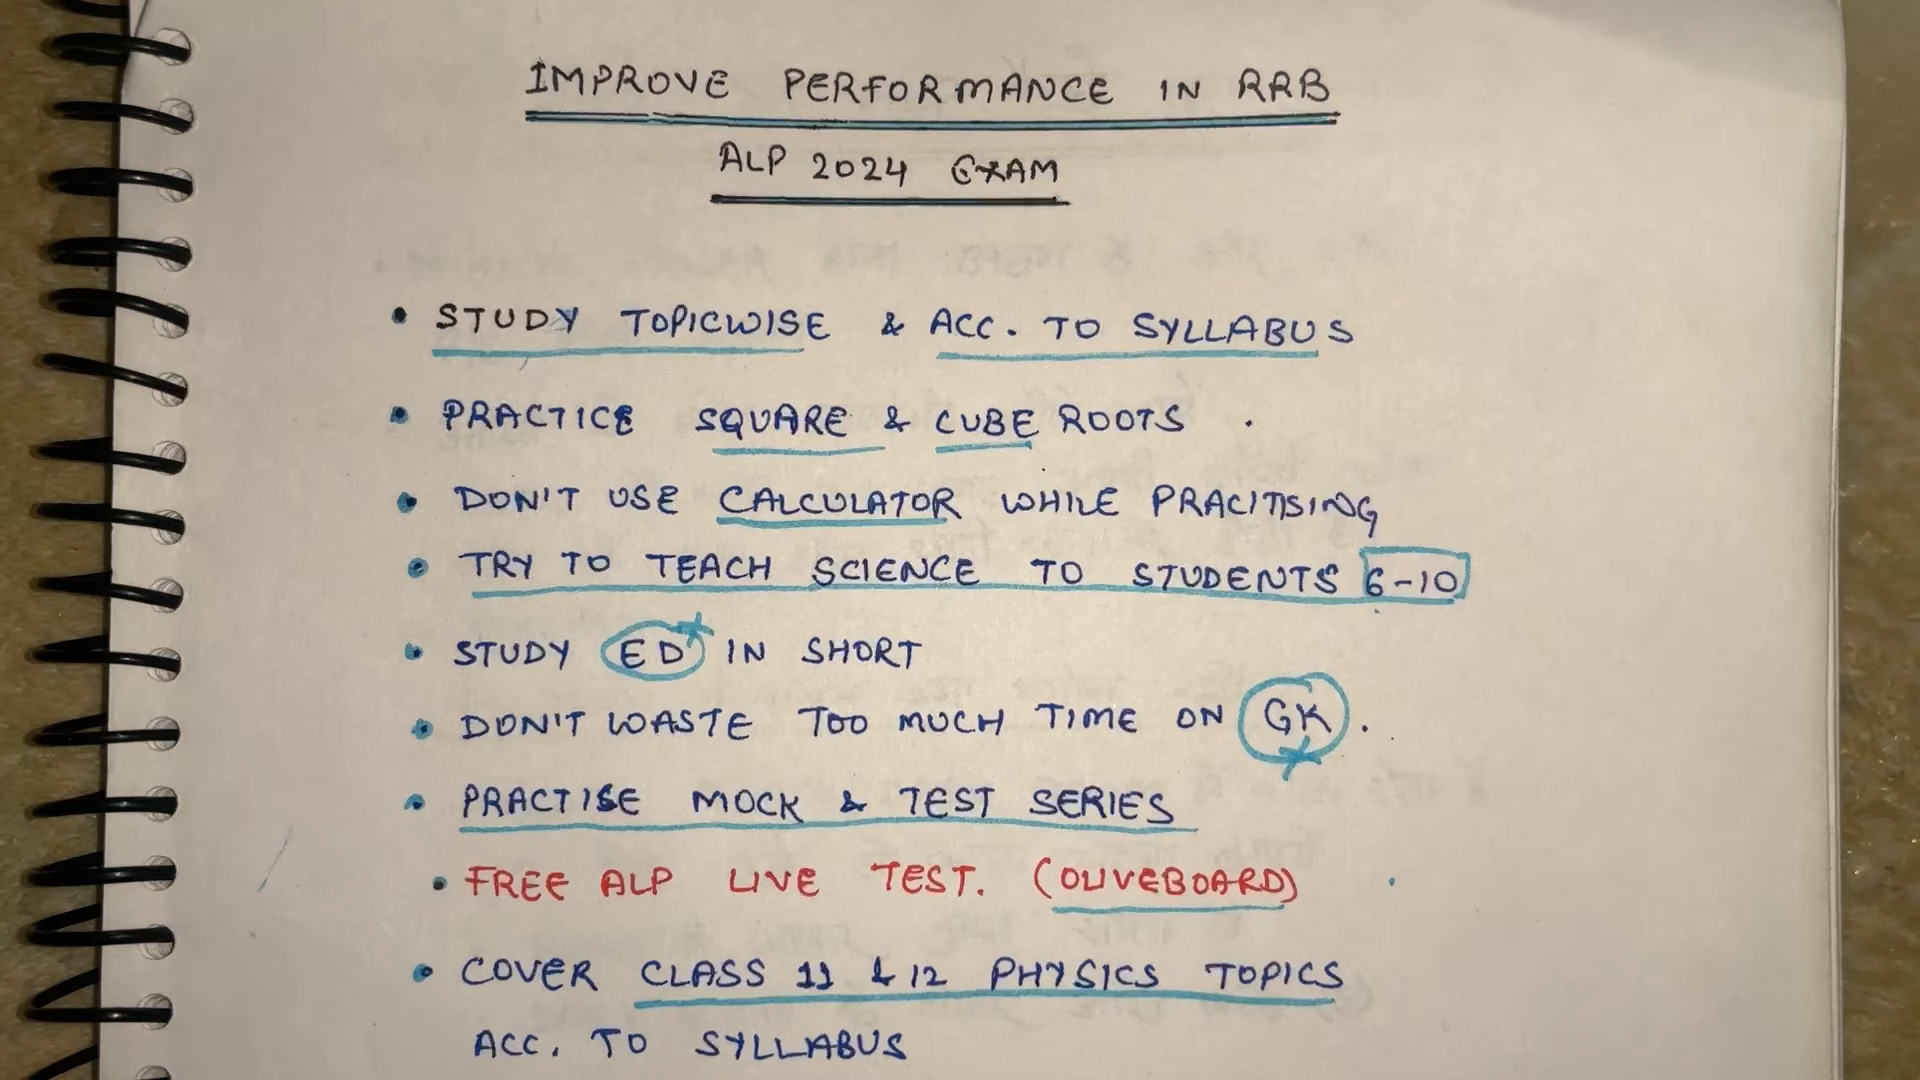 IMPROVE PERFORMANCE IN RRB
ALP 2024 EXAM
• STUDY TOPICWISE & ACC. TO SYLLABUS
• PRACTICE SQUARE & CUBE ROOTS .
• DON'T USE CALCULATOR WHILE PRACITISING
• TRY TO TEACH SCIENCE TO STUDENTS 6-10
• STUDY ED IN SHORT
• DON'T WASTE TOO MUCH TIME ON GK .
• PRACTISE MOCK & TEST SERIES
• FREE ALP LIVE TEST. (OLIVEBOARD)
• COVER CLASS 11 & 12 PHYSICS TOPICS
ACC. TO SYLLABUS